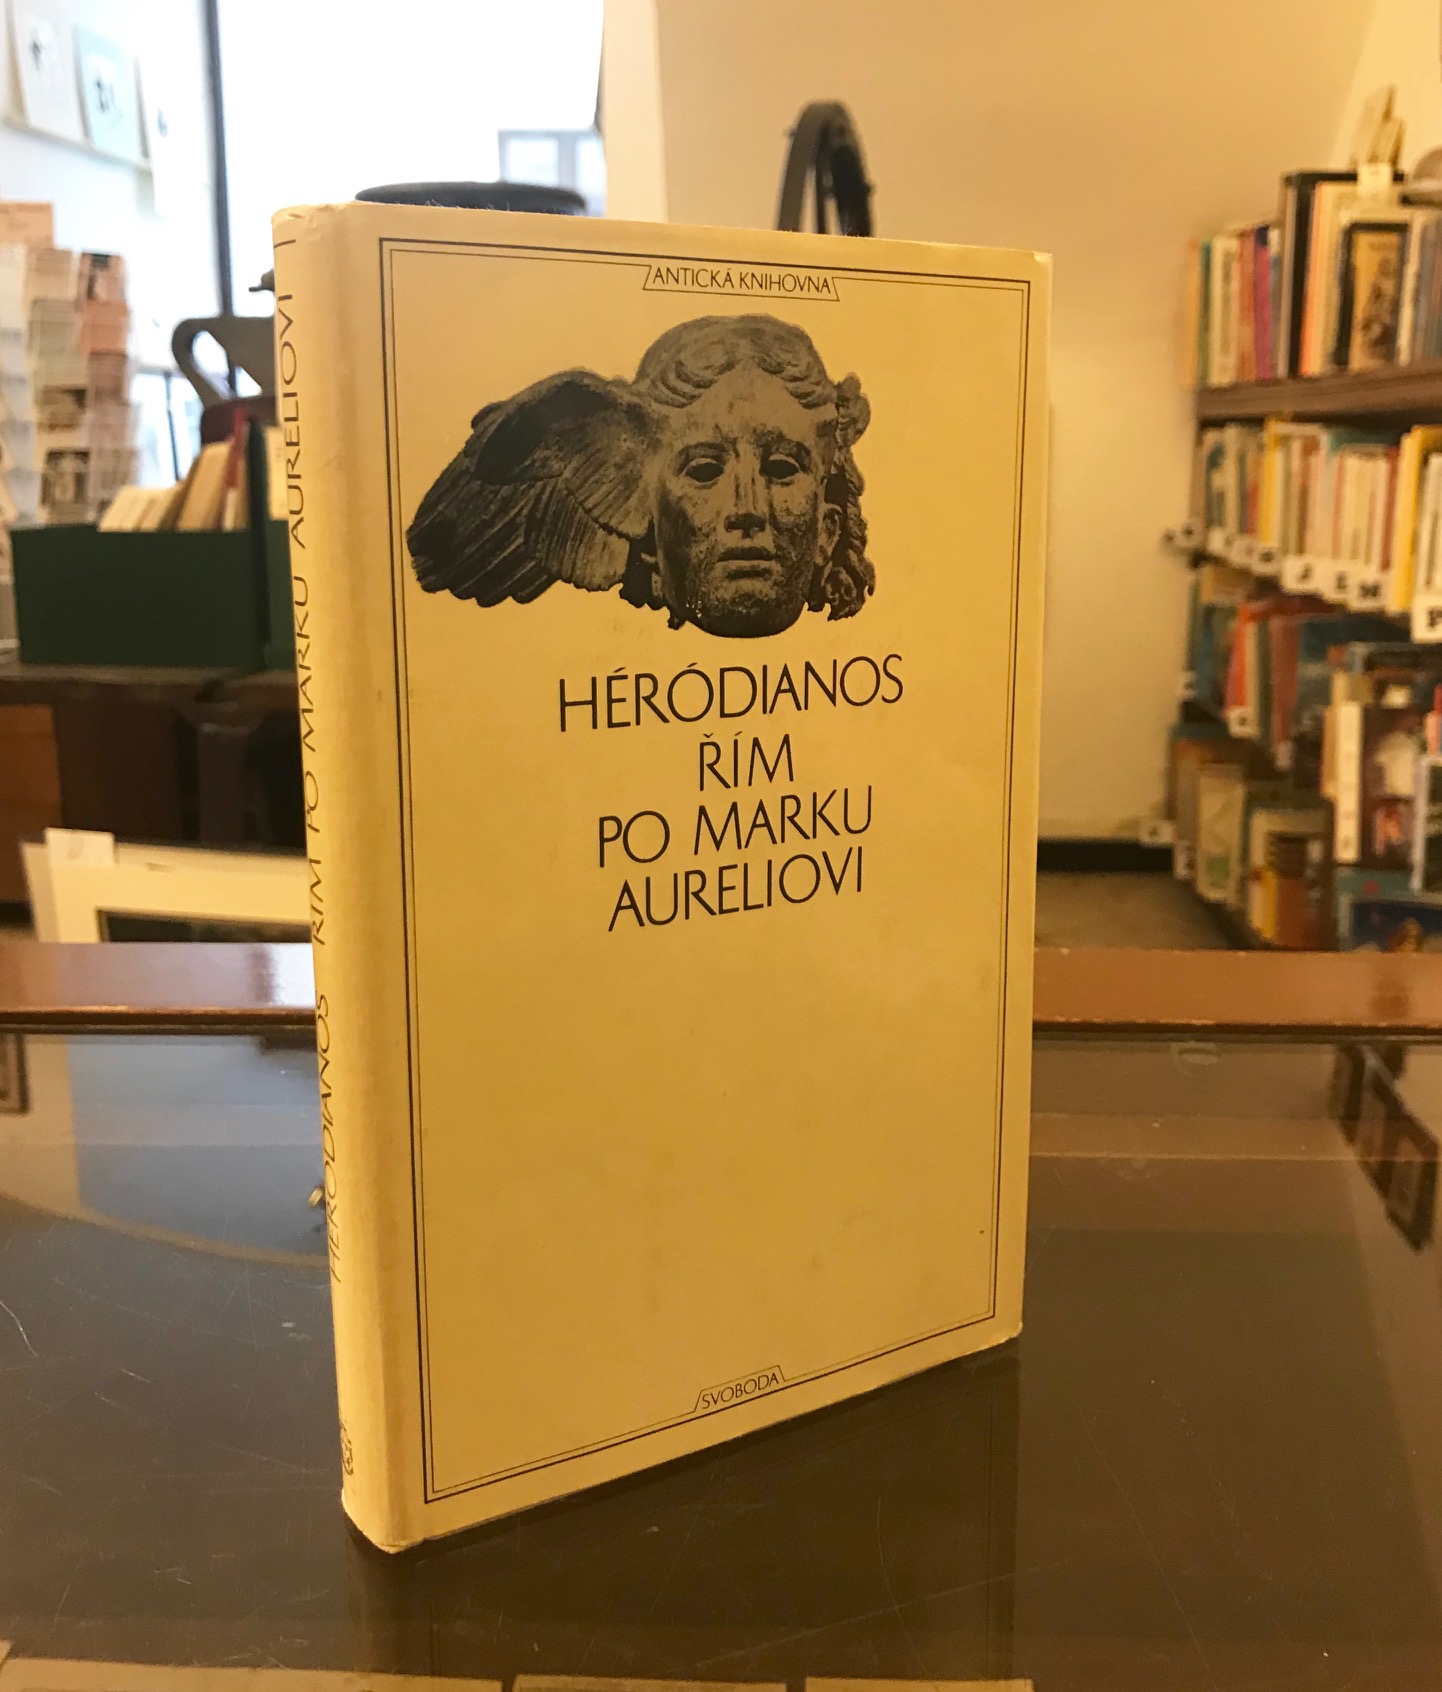 ANTICKÁ KNIHOVNA
HÉRÓDIANOS
ŘÍM
PO MARKU
AURELIOVI
SVOBODA
HÉRÓDIANOS ŘÍM PO MARKU AURELIOVI